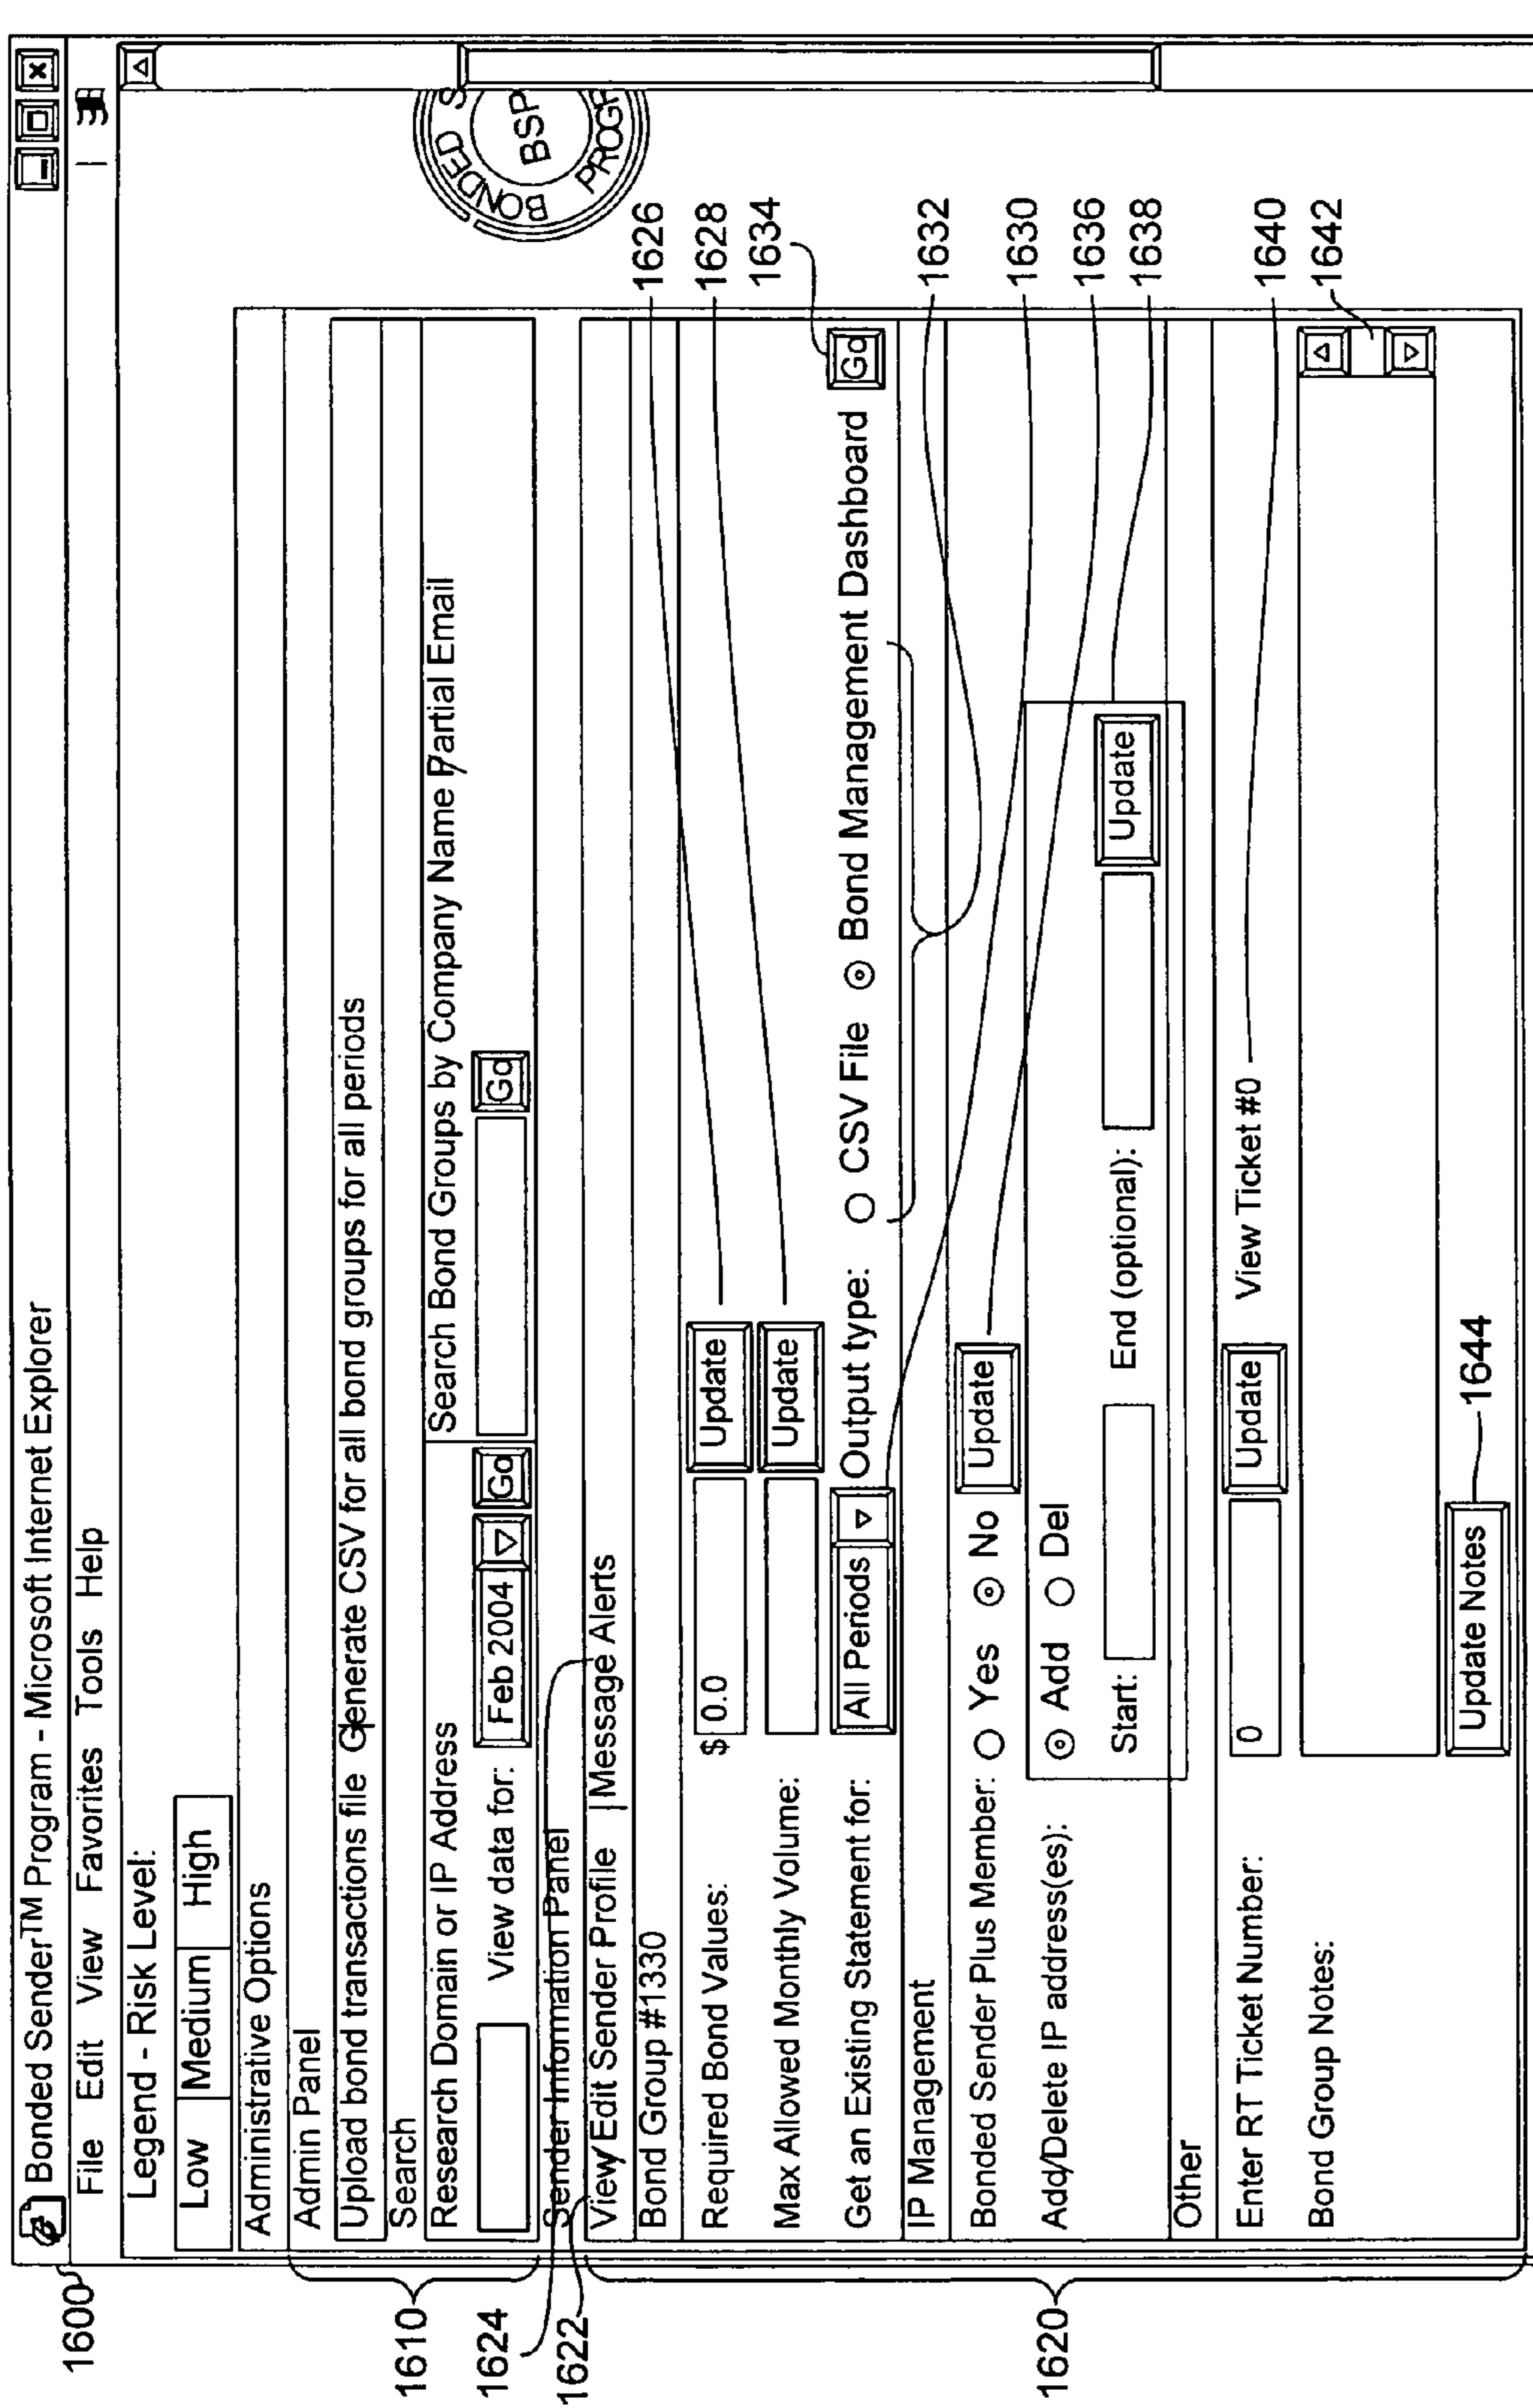 1600
Bonded Sender™ Program - Microsoft Internet Explorer
File Edit View Favorites Tools Help
Legend - Risk Level:
Low Medium High
BONDED S
BSP
PROGR
Administrative Options
1610
Admin Panel
Upload bond transactions file Generate CSV for all bond groups for all periods
Search
Research Domain or IP Address
Search Bond Groups by Company Name / Partial Email
View data for: Feb 2004 Go Go
1624
Sender Information Panel
1622
View/Edit Sender Profile | Message Alerts
1620
Bond Group #1330
1626
Required Bond Values: $ 0.0 Update
1628
Max Allowed Monthly Volume: Update
1634
Get an Existing Statement for: All Periods Output type: CSV File Bond Management Dashboard Go
1632
IP Management
1630
Bonded Sender Plus Member: Yes No Update
1636
Add/Delete IP address(es): Add Del
1638
Start: End (optional): Update
Other
1640
Enter RT Ticket Number: 0 Update View Ticket #0
1642
Bond Group Notes:
Update Notes 1644